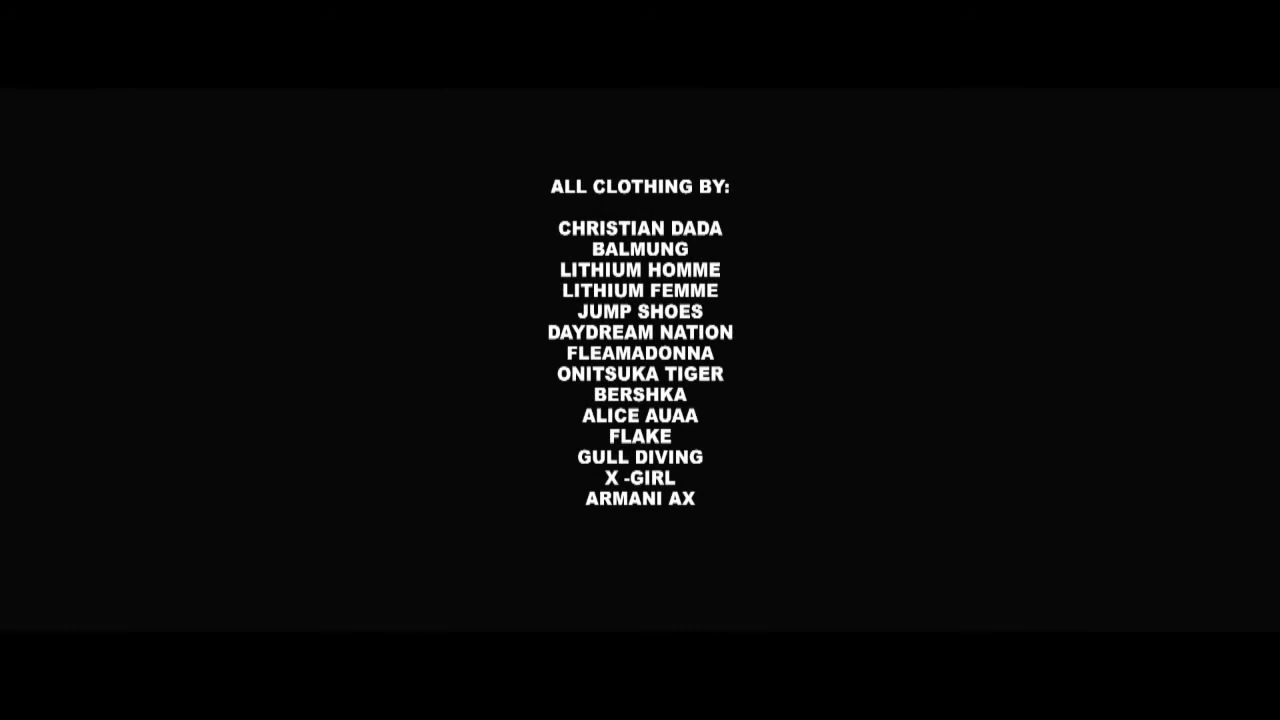 ALL CLOTHING BY:
CHRISTIAN DADA
BALMUNG
LITHIUM HOMME
LITHIUM FEMME
JUMP SHOES
DAYDREAM NATION
FLEAMADONNA
ONITSUKA TIGER
BERSHKA
ALICE AUAA
FLAKE
GULL DIVING
X -GIRL
ARMANI AX